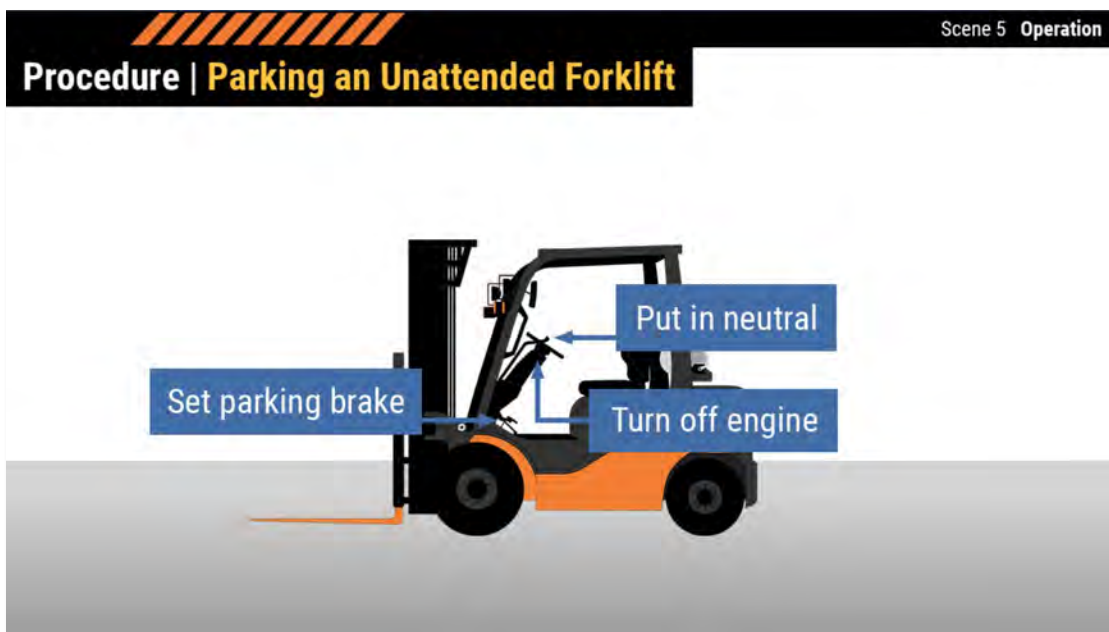 Scene 5 Operation
Procedure | Parking an Unattended Forklift
Put in neutral
Set parking brake
Turn off engine